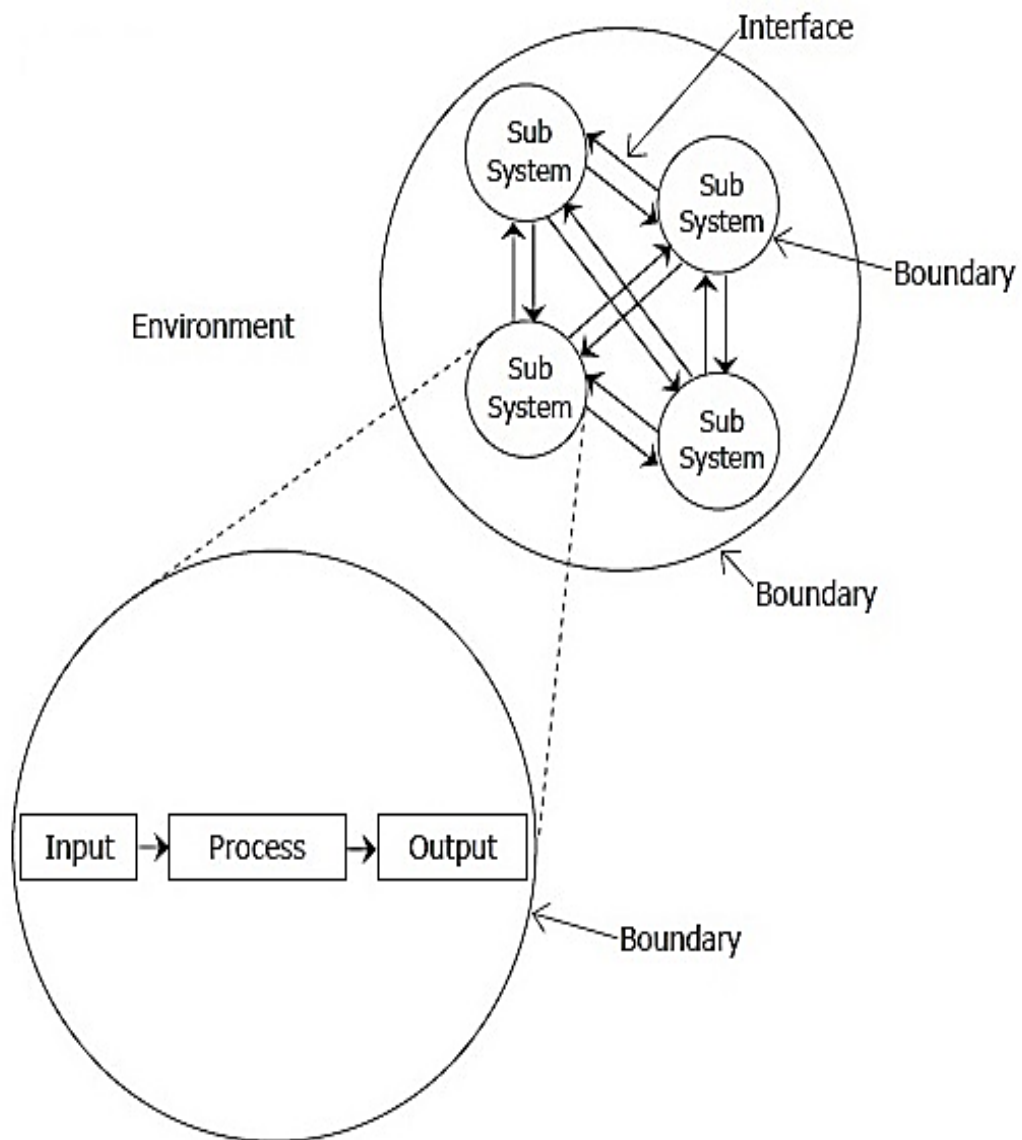 Interface
Sub
System
Sub
System
Boundary
Environment
Sub
System
Sub
System
Boundary
Input
Process
Output
Boundary